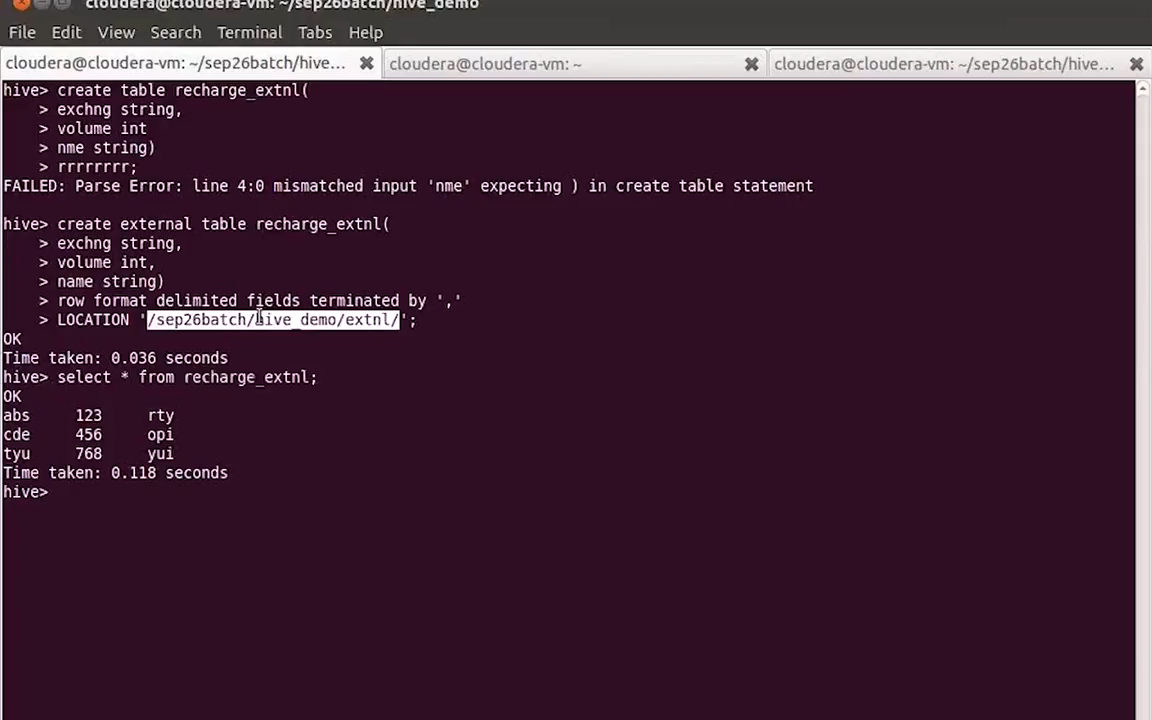 cloudera@cloudera-vm: ~/sep26batch/hive_demo
File Edit View Search Terminal Tabs Help
cloudera@cloudera-vm: ~/sep26batch/hive... cloudera@cloudera-vm: ~ cloudera@cloudera-vm: ~/sep26batch/hive...
hive> create table recharge_extnl(
> exchng string,
> volume int
> nme string)
> rrrrrrrr;
FAILED: Parse Error: line 4:0 mismatched input 'nme' expecting ) in create table statement
hive> create external table recharge_extnl(
> exchng string,
> volume int,
> name string)
> row format delimited fields terminated by ','
> LOCATION '/sep26batch/hive_demo/extnl/';
OK
Time taken: 0.036 seconds
hive> select * from recharge_extnl;
OK
abs 123 rty
cde 456 opi
tyu 768 yui
Time taken: 0.118 seconds
hive>